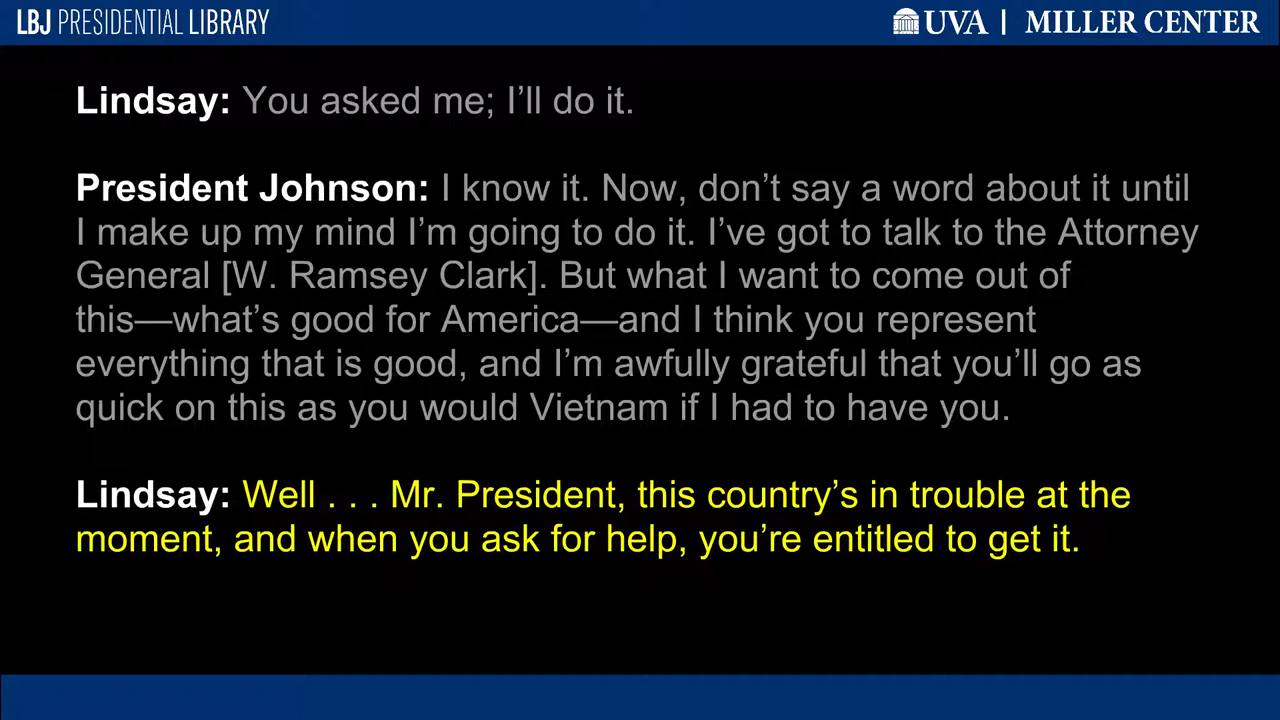 LBJ PRESIDENTIAL LIBRARY
UVA | MILLER CENTER
Lindsay: You asked me; I’ll do it.
President Johnson: I know it. Now, don’t say a word about it until
I make up my mind I’m going to do it. I’ve got to talk to the Attorney
General [W. Ramsey Clark]. But what I want to come out of
this—what’s good for America—and I think you represent
everything that is good, and I’m awfully grateful that you’ll go as
quick on this as you would Vietnam if I had to have you.
Lindsay: Well . . . Mr. President, this country’s in trouble at the
moment, and when you ask for help, you’re entitled to get it.